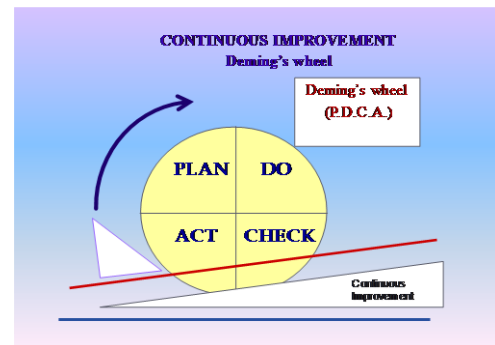 CONTINUOUS IMPROVEMENT
Deming's wheel
Deming's wheel
(P.D.C.A.)
PLAN DO
ACT CHECK
Continuous
Improvement